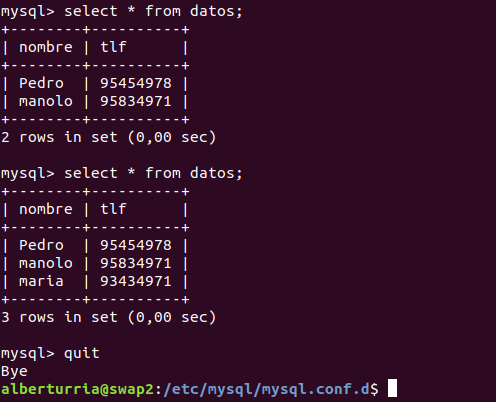 mysql> select * from datos;
+--------+----------+
| nombre | tlf      |
+--------+----------+
| Pedro  | 95454978 |
| manolo | 95834971 |
+--------+----------+
2 rows in set (0,00 sec)

mysql> select * from datos;
+--------+----------+
| nombre | tlf      |
+--------+----------+
| Pedro  | 95454978 |
| manolo | 95834971 |
| maria  | 93434971 |
+--------+----------+
3 rows in set (0,00 sec)

mysql> quit
Bye
alberturria@swap2:/etc/mysql/mysql.conf.d$